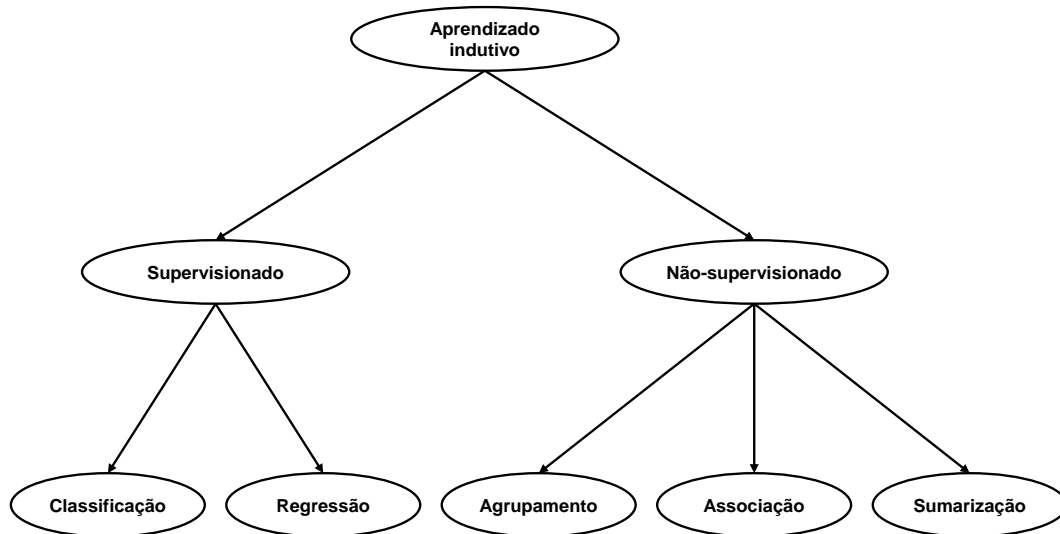 Aprendizado
indutivo
Supervisionado
Não-supervisionado
Classificação
Regressão
Agrupamento
Associação
Sumarização